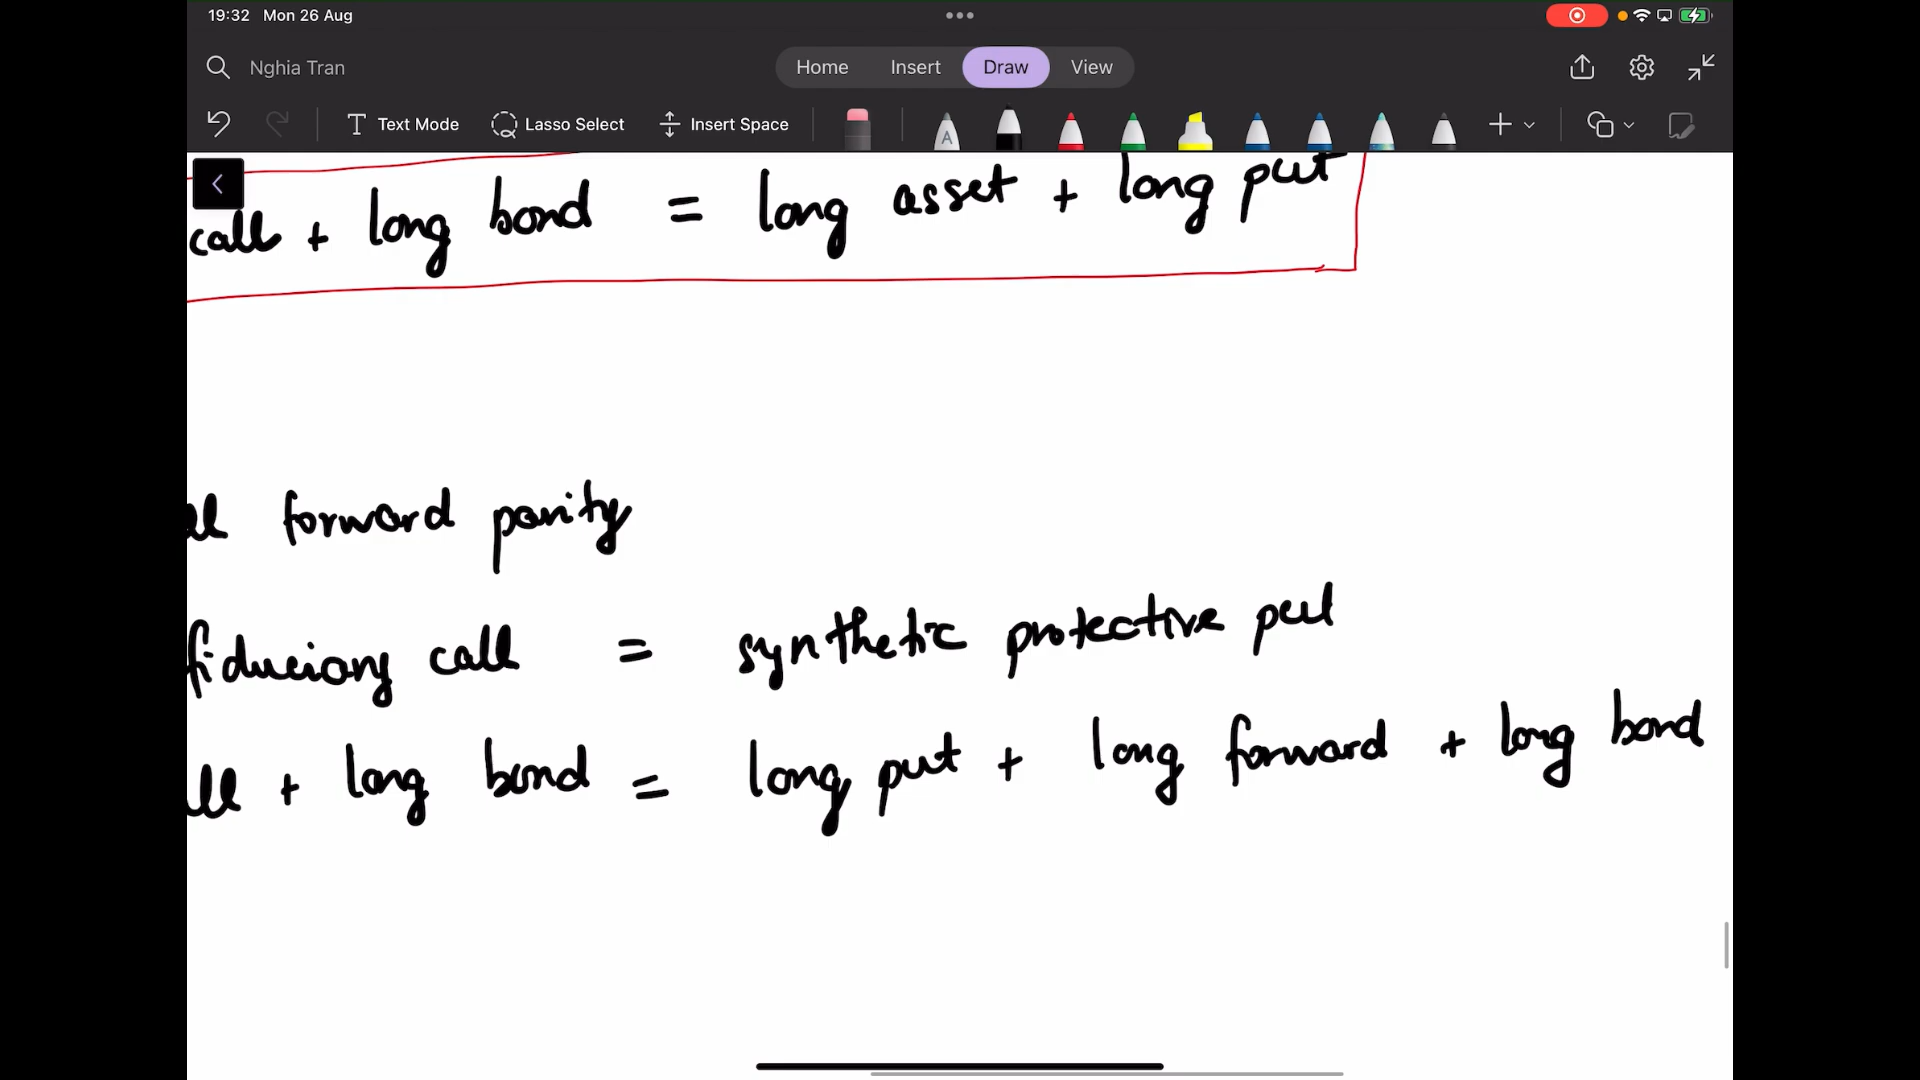 19:32 Mon 26 Aug
Nghia Tran
Home Insert Draw View
Text Mode Lasso Select Insert Space
A
call + long bond = long asset + long put
ll forward parity
fiduciary call = synthetic protective put
ll + long bond = long put + long forward + long bond